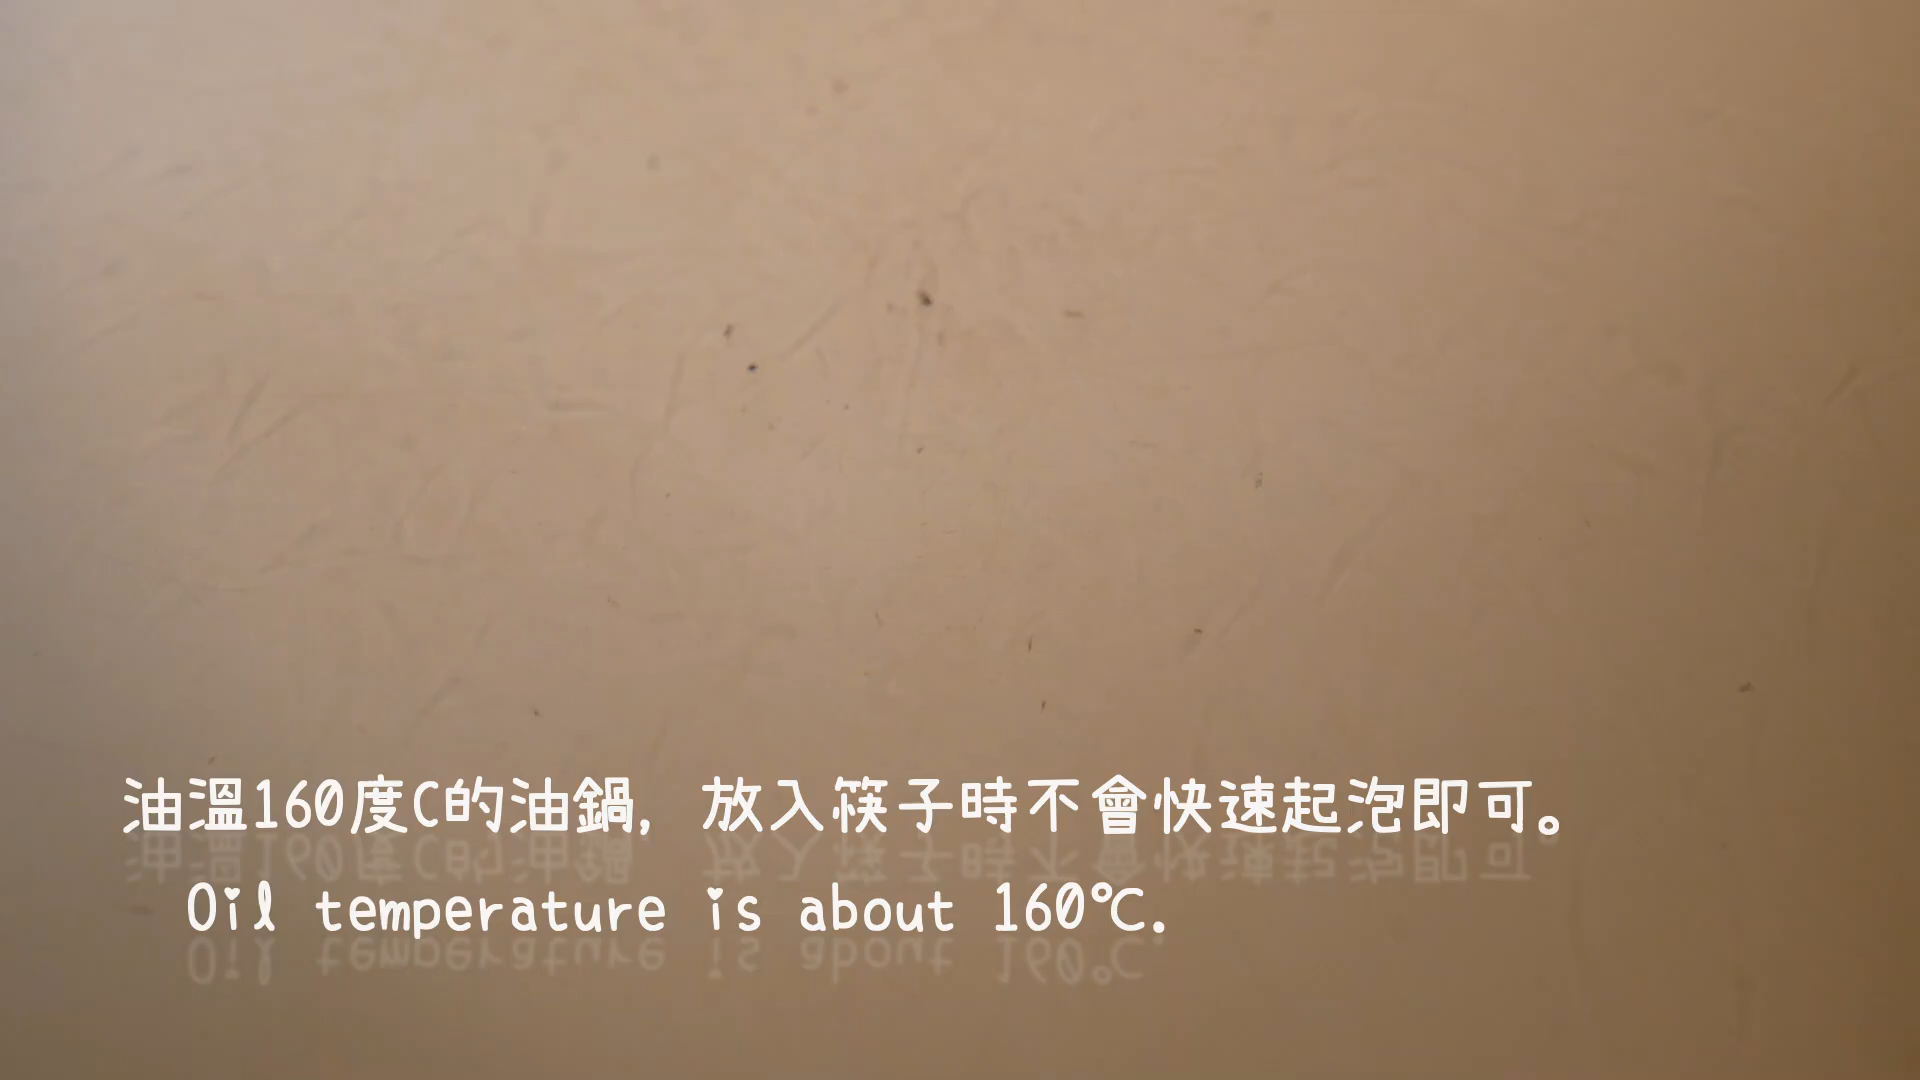 油溫160度C的油鍋, 放入筷子時不會快速起泡即可。
Oil temperature is about 160℃.